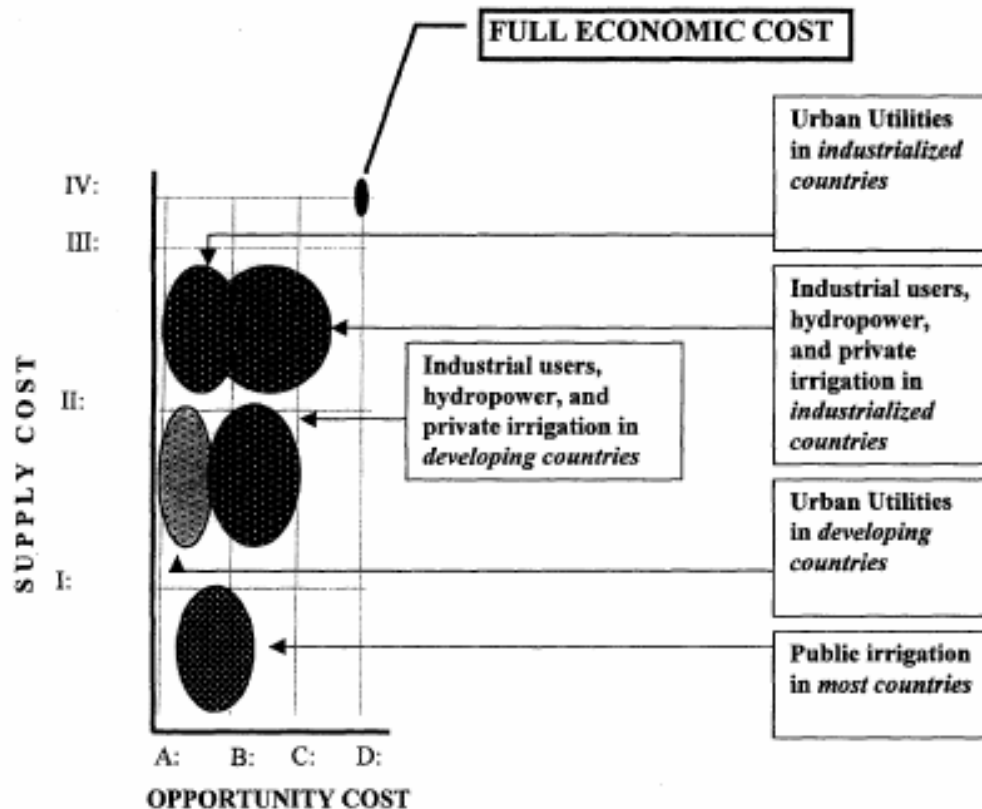 FULL ECONOMIC COST
Urban Utilities
in industrialized
countries
IV:
III:
Industrial users,
hydropower,
and private
irrigation in
industrialized
countries
Industrial users,
hydropower, and
private irrigation in
developing countries
II:
SUPPLY COST
Urban Utilities
in developing
countries
I:
Public irrigation
in most countries
A: B: C: D:
OPPORTUNITY COST